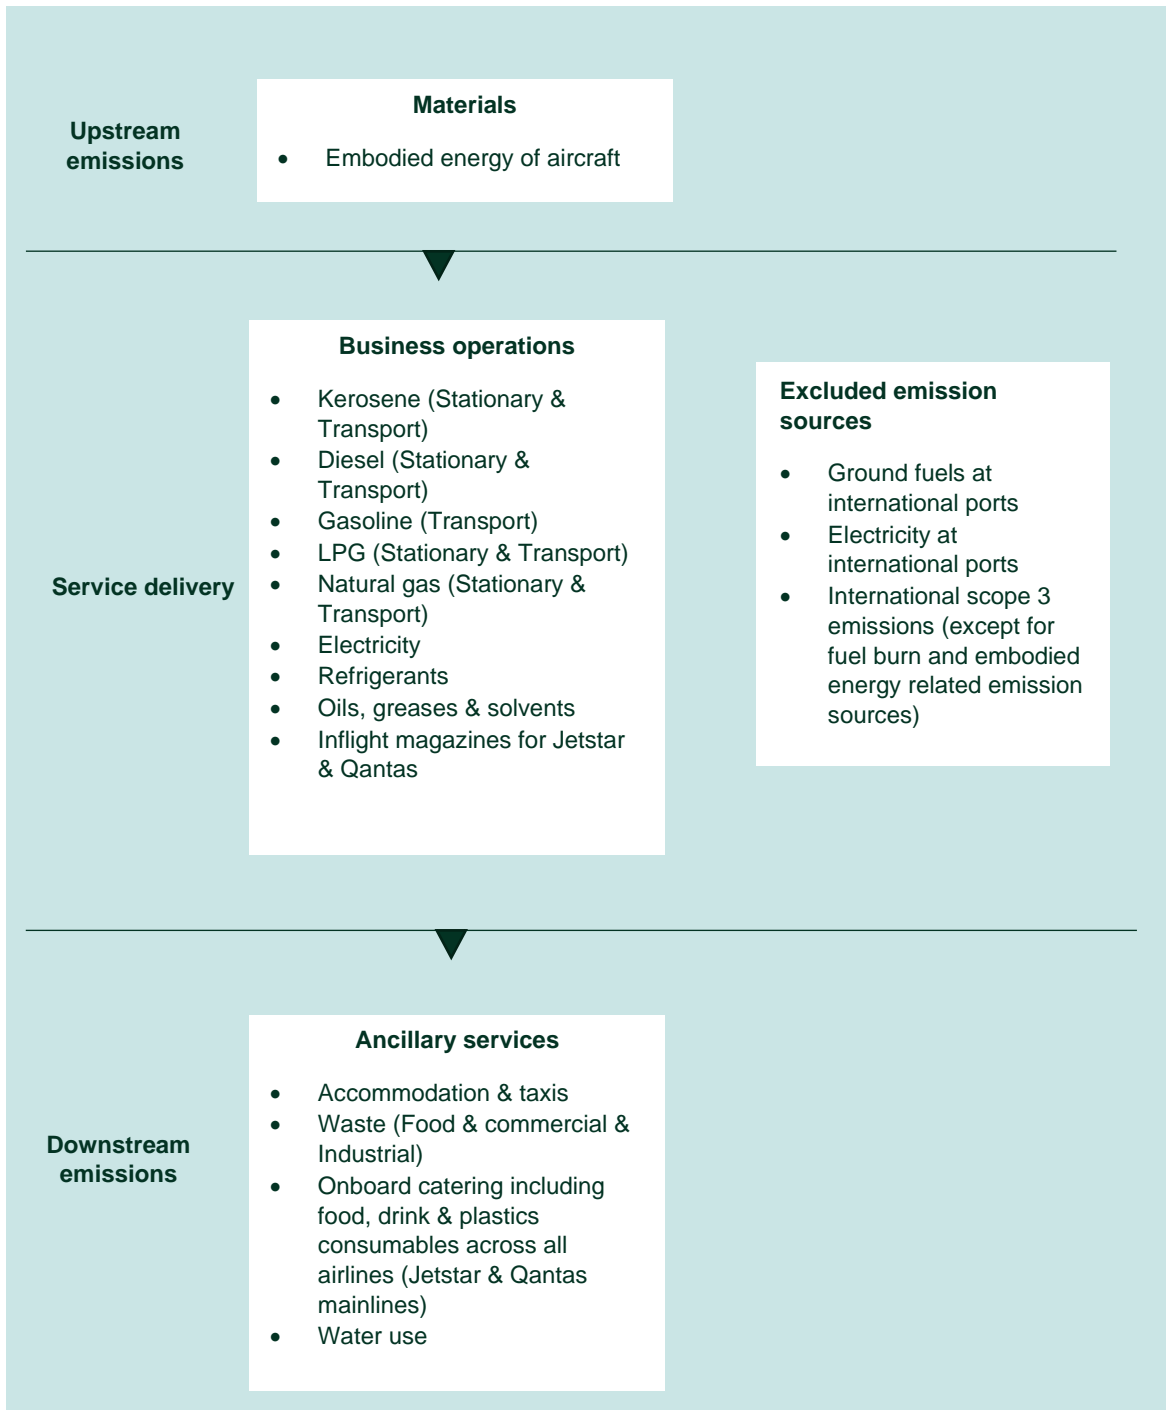 Upstream
emissions
Materials
• Embodied energy of aircraft
Service delivery
Business operations
• Kerosene (Stationary &
Transport)
• Diesel (Stationary &
Transport)
• Gasoline (Transport)
• LPG (Stationary & Transport)
• Natural gas (Stationary &
Transport)
• Electricity
• Refrigerants
• Oils, greases & solvents
• Inflight magazines for Jetstar
& Qantas
Excluded emission
sources
• Ground fuels at
international ports
• Electricity at
international ports
• International scope 3
emissions (except for
fuel burn and embodied
energy related emission
sources)
Downstream
emissions
Ancillary services
• Accommodation & taxis
• Waste (Food & commercial &
Industrial)
• Onboard catering including
food, drink & plastics
consumables across all
airlines (Jetstar & Qantas
mainlines)
• Water use